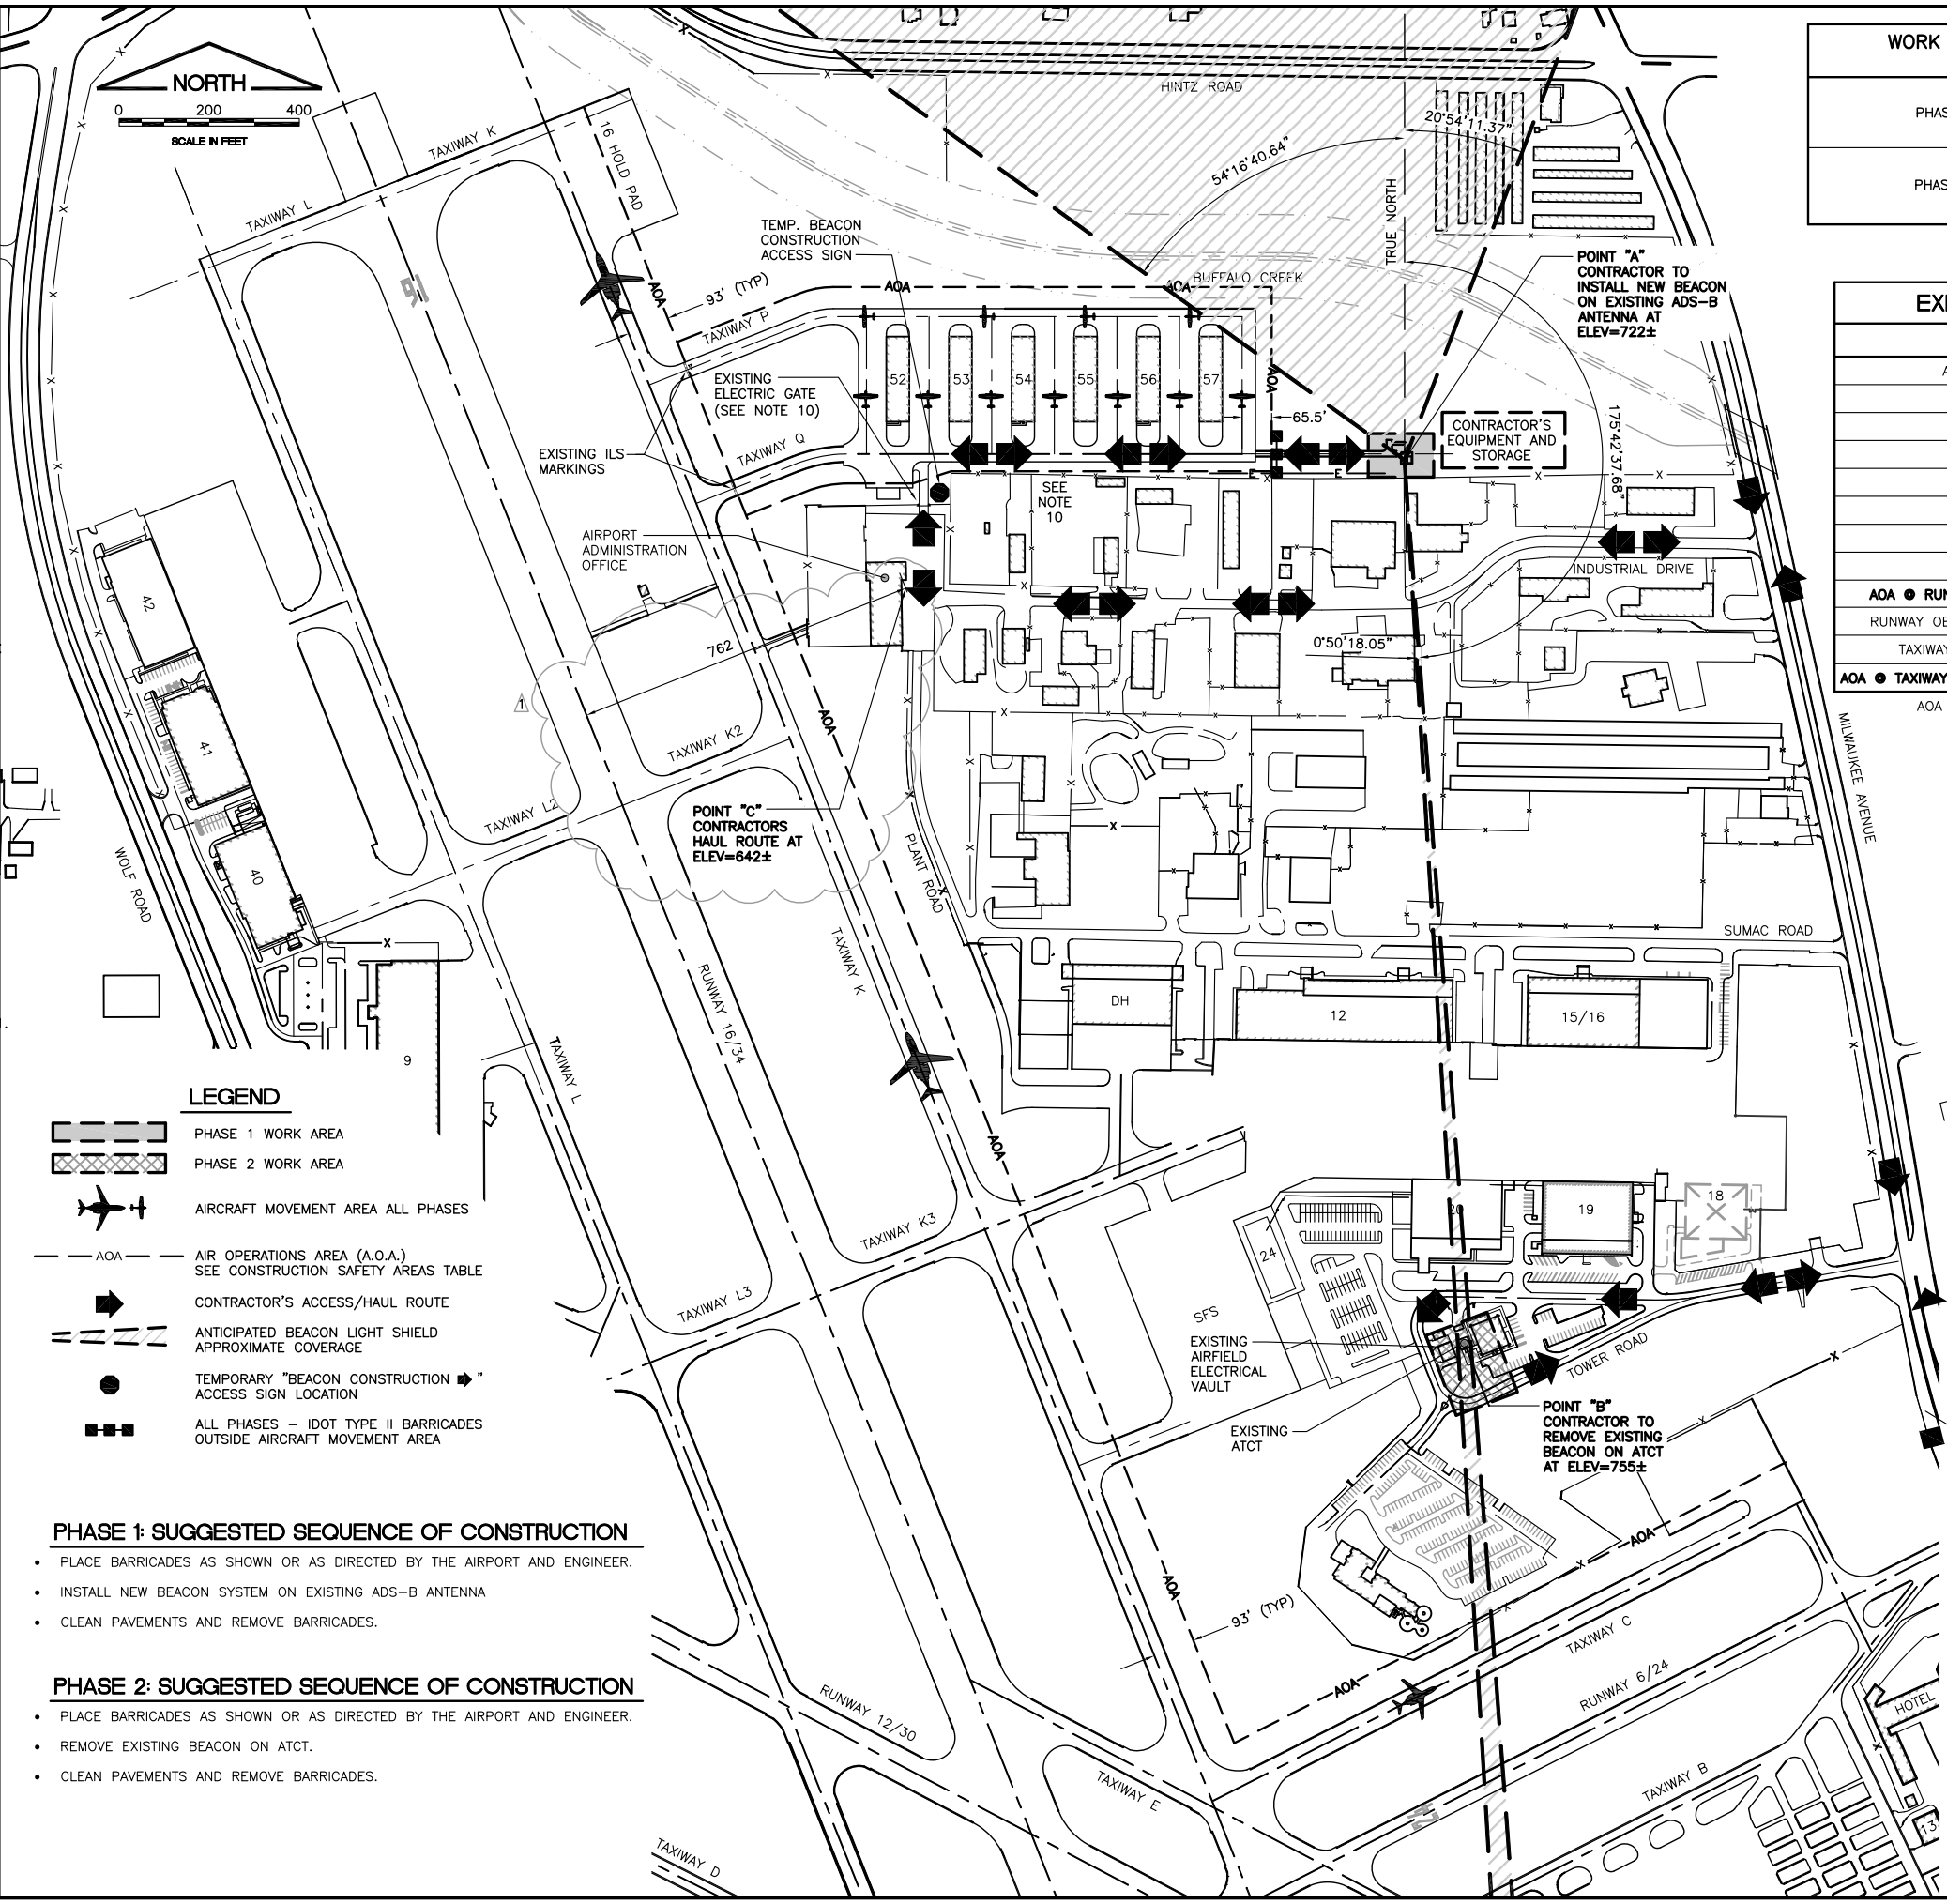 NORTH
0 200 400
SCALE IN FEET
TAXIWAY K
TAXIWAY L
16 HOLD PAD
16
HINTZ ROAD
54°16'40.64"
20°54'11.37"
TRUE NORTH
WORK
PHAS
PHAS
TEMP. BEACON
CONSTRUCTION
ACCESS SIGN
AOA
93' (TYP)
TAXIWAY P
AOA
AOA
BUFFALO CREEK
POINT "A"
CONTRACTOR TO
INSTALL NEW BEACON
ON EXISTING ADS-B
ANTENNA AT
ELEV=722±
EXI
A
EXISTING
ELECTRIC GATE
(SEE NOTE 10)
52
53
54
55
56
57
AOA
65.5'
CONTRACTOR'S
EQUIPMENT AND
STORAGE
175°42'37.68"
EXISTING ILS
MARKINGS
TAXIWAY Q
SEE
NOTE
10
E
E
AIRPORT
ADMINISTRATION
OFFICE
INDUSTRIAL DRIVE
AOA @ RUN
RUNWAY OB
TAXIWAY
AOA @ TAXIWAY
AOA
42
762
0°50'18.05"
1
AOA
TAXIWAY K2
41
TAXIWAY L2
POINT "C"
CONTRACTORS
HAUL ROUTE AT
ELEV=642±
MILWAUKEE AVENUE
WOLF ROAD
40
PLANT ROAD
SUMAC ROAD
TAXIWAY K
RUNWAY 16/34
DH
12
15/16
9
TAXIWAY L
LEGEND
PHASE 1 WORK AREA
PHASE 2 WORK AREA
AIRCRAFT MOVEMENT AREA ALL PHASES
AOA
AIR OPERATIONS AREA (A.O.A.)
SEE CONSTRUCTION SAFETY AREAS TABLE
CONTRACTOR'S ACCESS/HAUL ROUTE
ANTICIPATED BEACON LIGHT SHIELD
APPROXIMATE COVERAGE
TEMPORARY "BEACON CONSTRUCTION "
ACCESS SIGN LOCATION
ALL PHASES - IDOT TYPE II BARRICADES
OUTSIDE AIRCRAFT MOVEMENT AREA
AOA
TAXIWAY K3
TAXIWAY L3
24
20
19
18
SFS
EXISTING
AIRFIELD
ELECTRICAL
VAULT
TOWER ROAD
EXISTING
ATCT
POINT "B"
CONTRACTOR TO
REMOVE EXISTING
BEACON ON ATCT
AT ELEV=755±
PHASE 1: SUGGESTED SEQUENCE OF CONSTRUCTION
• PLACE BARRICADES AS SHOWN OR AS DIRECTED BY THE AIRPORT AND ENGINEER.
• INSTALL NEW BEACON SYSTEM ON EXISTING ADS-B ANTENNA
• CLEAN PAVEMENTS AND REMOVE BARRICADES.
AOA
AOA
93' (TYP)
TAXIWAY C
AOA
RUNWAY 6/24
PHASE 2: SUGGESTED SEQUENCE OF CONSTRUCTION
• PLACE BARRICADES AS SHOWN OR AS DIRECTED BY THE AIRPORT AND ENGINEER.
• REMOVE EXISTING BEACON ON ATCT.
• CLEAN PAVEMENTS AND REMOVE BARRICADES.
RUNWAY 12/30
HOTEL
TAXIWAY E
TAXIWAY B
13
TAXIWAY D